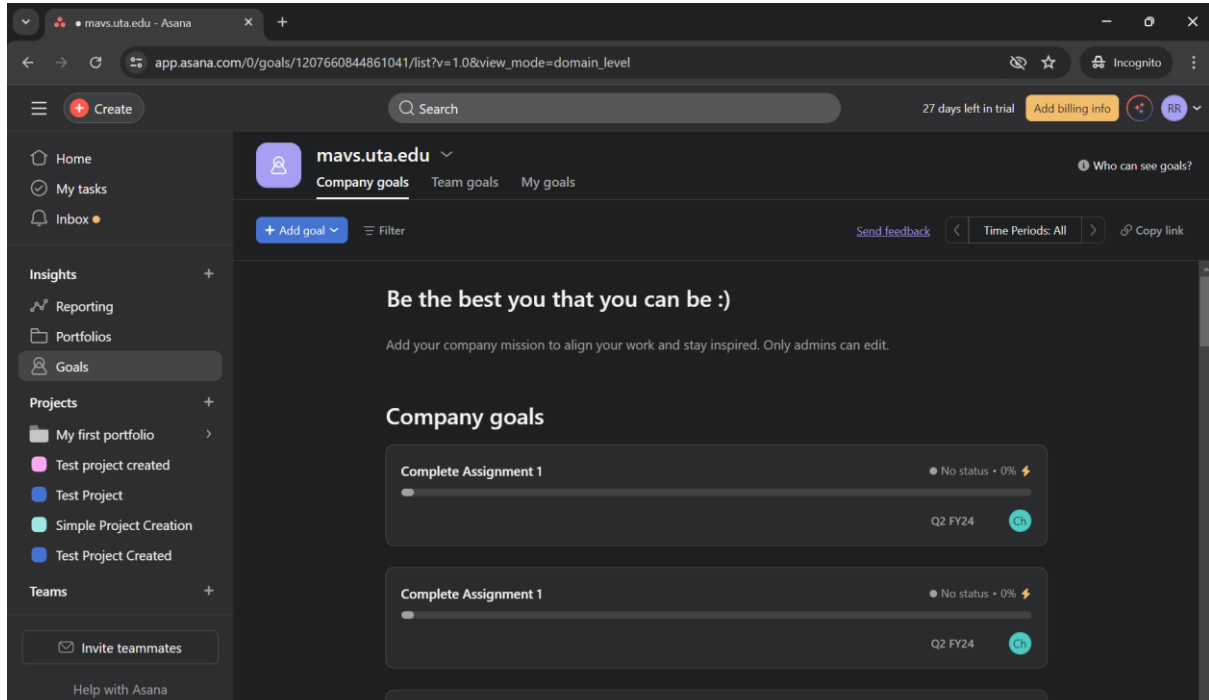 mavs.uta.edu - Asana
app.asana.com/0/goals/1207660844861041/list?v=1.0&view_mode=domain_level
Incognito
Create
Search
27 days left in trial
Add billing info
RR
Home
My tasks
Inbox
Insights
Reporting
Portfolios
Goals
Projects
My first portfolio
Test project created
Test Project
Simple Project Creation
Test Project Created
Teams
Invite teammates
Help with Asana
mavs.uta.edu
Who can see goals?
Company goals Team goals My goals
+ Add goal Filter Send feedback Time Periods: All Copy link
Be the best you that you can be :)
Add your company mission to align your work and stay inspired. Only admins can edit.
Company goals
Complete Assignment 1 No status • 0%
Q2 FY24 Ch
Complete Assignment 1 No status • 0%
Q2 FY24 Ch